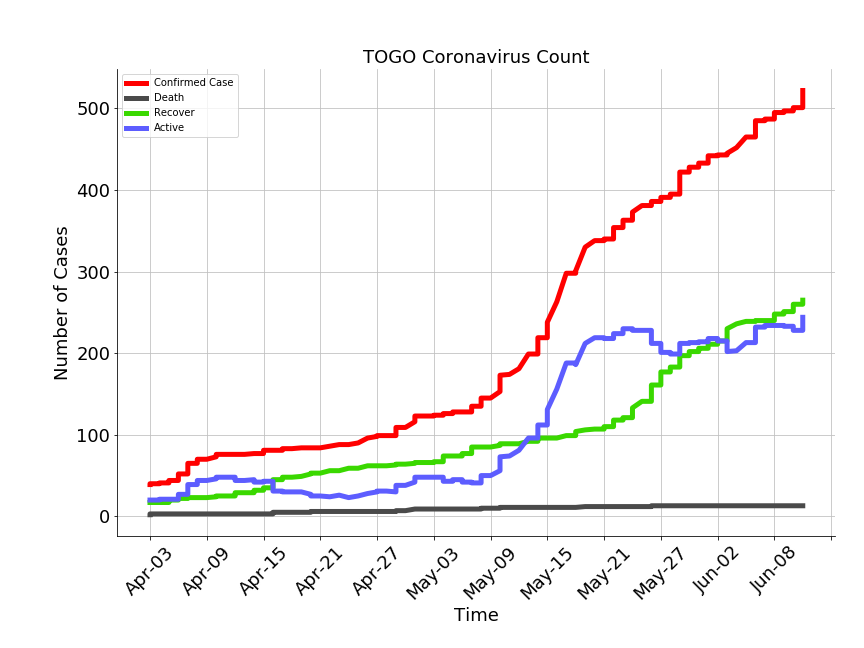 TOGO Coronavirus Count
Confirmed Case
Death
Recover
Active
Number of Cases
500
400
300
200
100
0
Apr-03
Apr-09
Apr-15
Apr-21
Apr-27
May-03
May-09
May-15
May-21
May-27
Jun-02
Jun-08
Time